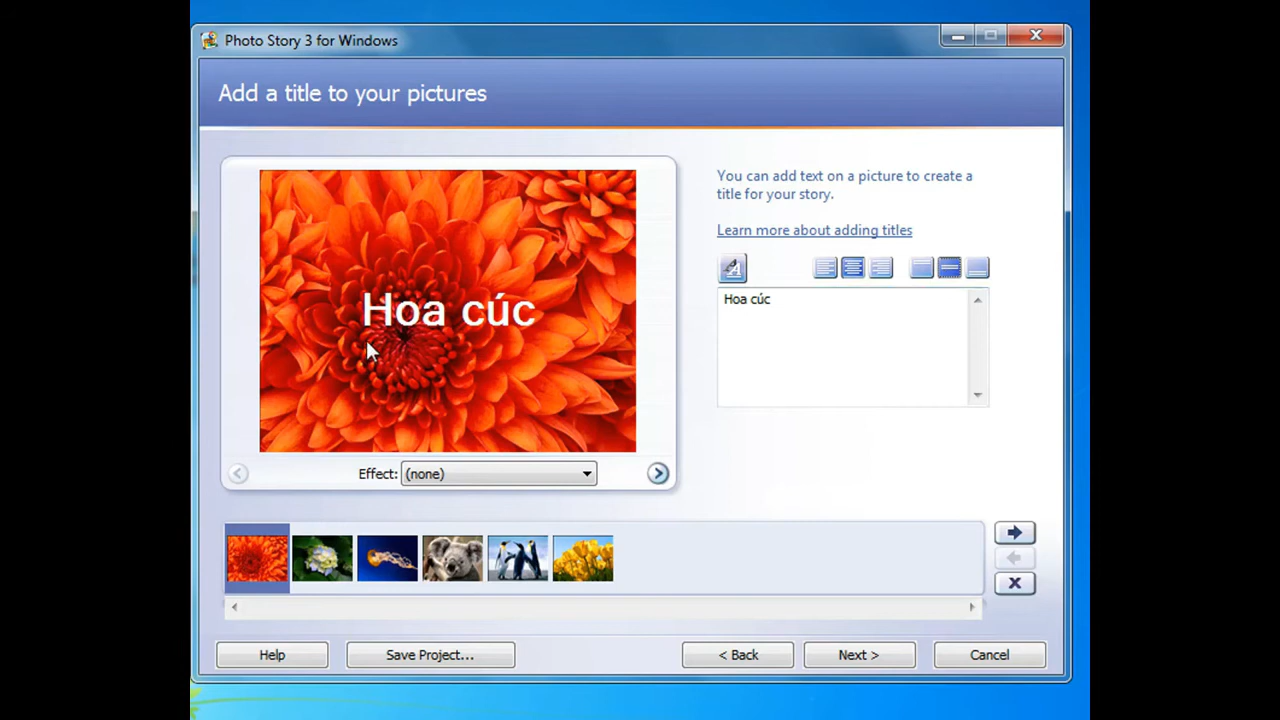 Photo Story 3 for Windows
Add a title to your pictures
You can add text on a picture to create a
title for your story.
Learn more about adding titles
A
Hoa cúc
Hoa cúc
Effect: (none)
Help
Save Project...
< Back
Next >
Cancel